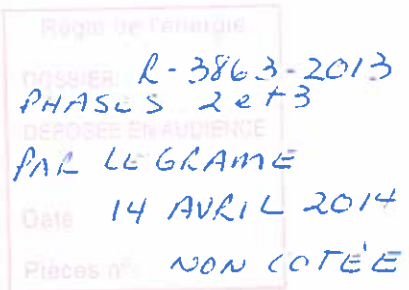 Régie de l'énergie
DOSSIER: R-3863-2013
PHASES 2 et 3
DÉPOSÉE EN AUDIENCE
PAR LE GRAME
Date 14 AVRIL 2014
Pièces n°: NON COTÉE